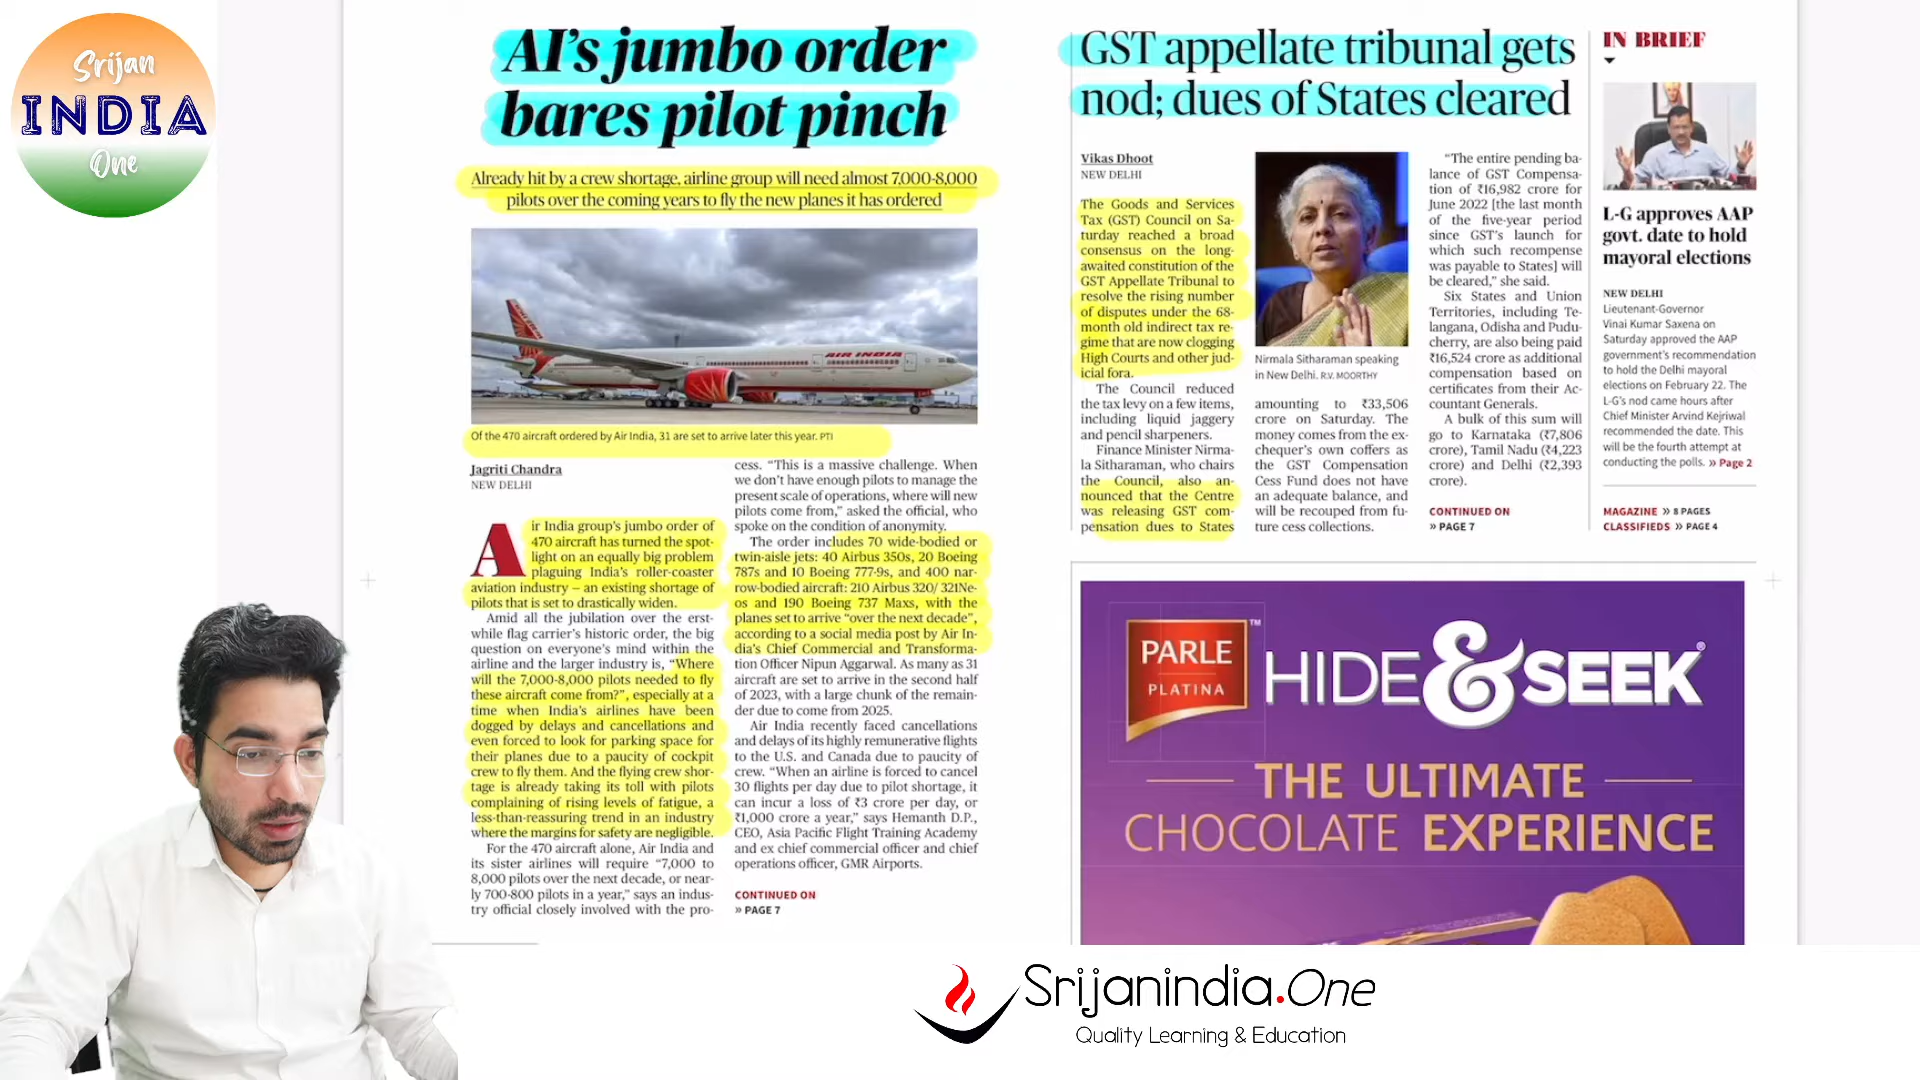 Srijan
INDIA
One
AI's jumbo order
bares pilot pinch
Already hit by a crew shortage, airline group will need almost 7,000-8,000
pilots over the coming years to fly the new planes it has ordered
AIR INDIA
Of the 470 aircraft ordered by Air India, 31 are set to arrive later this year. PTI
Jagriti Chandra
NEW DELHI
Air India group's jumbo order of
470 aircraft has turned the spot-
light on an equally big problem
plaguing India's roller-coaster
aviation industry – an existing shortage of
pilots that is set to drastically widen.
Amid all the jubilation over the erst-
while flag carrier's historic order, the big
question on everyone's mind within the
airline and the larger industry is, “Where
will the 7,000-8,000 pilots needed to fly
these aircraft come from?”, especially at a
time when India's airlines have been
dogged by delays and cancellations and
even forced to look for parking space for
their planes due to a paucity of cockpit
crew to fly them. And the flying crew shor-
tage is already taking its toll with pilots
complaining of rising levels of fatigue, a
less-than-reassuring trend in an industry
where the margins for safety are negligible.
For the 470 aircraft alone, Air India and
its sister airlines will require “7,000 to
8,000 pilots over the next decade, or near-
ly 700-800 pilots in a year,” says an indus-
try official closely involved with the pro-
cess. “This is a massive challenge. When
we don't have enough pilots to manage the
present scale of operations, where will new
pilots come from,” asked the official, who
spoke on the condition of anonymity.
The order includes 70 wide-bodied or
twin-aisle jets: 40 Airbus 350s, 20 Boeing
787s and 10 Boeing 777-9s, and 400 nar-
row-bodied aircraft: 210 Airbus 320/ 321Ne-
os and 190 Boeing 737 Maxs, with the
planes set to arrive “over the next decade”,
according to a social media post by Air In-
dia's Chief Commercial and Transforma-
tion Officer Nipun Aggarwal. As many as 31
aircraft are set to arrive in the second half
of 2023, with a large chunk of the remain-
der due to come from 2025.
Air India recently faced cancellations
and delays of its highly remunerative flights
to the U.S. and Canada due to paucity of
crew. “When an airline is forced to cancel
30 flights per day due to pilot shortage, it
can incur a loss of ₹3 crore per day, or
₹1,000 crore a year,” says Hemanth D.P.,
CEO, Asia Pacific Flight Training Academy
and ex chief commercial officer and chief
operations officer, GMR Airports.
CONTINUED ON
» PAGE 7
GST appellate tribunal gets
nod; dues of States cleared
Vikas Dhoot
NEW DELHI
The Goods and Services
Tax (GST) Council on Sa-
turday reached a broad
consensus on the long-
awaited constitution of the
GST Appellate Tribunal to
resolve the rising number
of disputes under the 68-
month old indirect tax re-
gime that are now clogging
High Courts and other jud-
icial fora.
The Council reduced
the tax levy on a few items,
including liquid jaggery
and pencil sharpeners.
Finance Minister Nirma-
la Sitharaman, who chairs
the Council, also an-
nounced that the Centre
was releasing GST com-
pensation dues to States
Nirmala Sitharaman speaking
in New Delhi. R.V. MOORTHY
amounting to ₹33,506
crore on Saturday. The
money comes from the ex-
chequer's own coffers as
the GST Compensation
Cess Fund does not have
an adequate balance, and
will be recouped from fu-
ture cess collections.
“The entire pending ba-
lance of GST Compensa-
tion of ₹16,982 crore for
June 2022 [the last month
of the five-year period
since GST's launch for
which such recompense
was payable to States] will
be cleared,” she said.
Six States and Union
Territories, including Te-
langana, Odisha and Pudu-
cherry, are also being paid
₹16,524 crore as additional
compensation based on
certificates from their Ac-
countant Generals.
A bulk of this sum will
go to Karnataka (₹7,806
crore), Tamil Nadu (₹4,223
crore) and Delhi (₹2,393
crore).
CONTINUED ON
» PAGE 7
IN BRIEF
L-G approves AAP
govt. date to hold
mayoral elections
NEW DELHI
Lieutenant-Governor
Vinai Kumar Saxena on
Saturday approved the AAP
government's recommendation
to hold the Delhi mayoral
elections on February 22. The
L-G's nod came hours after
Chief Minister Arvind Kejriwal
recommended the date. This
will be the fourth attempt at
conducting the polls. » Page 2
MAGAZINE » 8 PAGES
CLASSIFIEDS » PAGE 4
PARLE™
PLATINA
HIDE&SEEK®
THE ULTIMATE
CHOCOLATE EXPERIENCE
Srijanindia.One
Quality Learning & Education